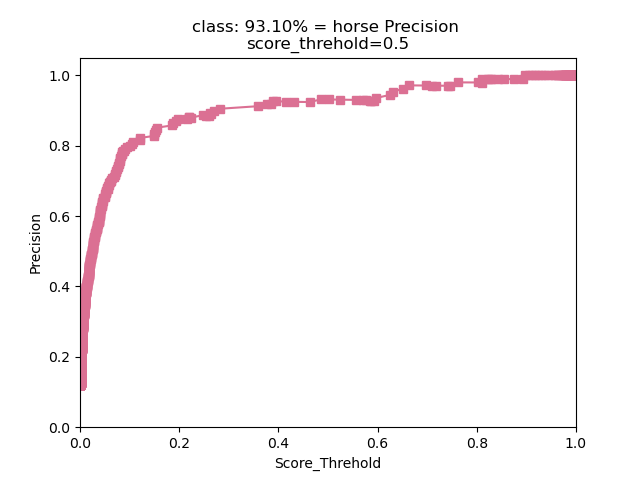 class: 93.10% = horse Precision
score_threhold=0.5
1.0
0.8
0.6
0.4
0.2
0.0
Precision
0.0 0.2 0.4 0.6 0.8 1.0
Score_Threhold